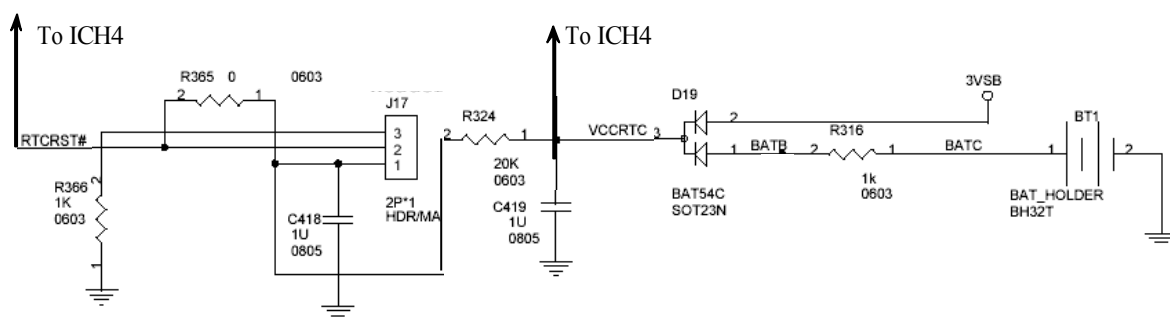 To ICH4
To ICH4
R365 0 0603
2 1
J17
3
2
1
2P*1
HDR/MA
RTCRST#
R366
1K
0603
2
1
C418
1U
0805
R324
2 1
20K
0603
C419
1U
0805
VCCRTC
D19
3
2
1
BAT54C
SOT23N
3VSB
BATB
R316
2 1
1k
0603
BATC
BT1
1 2
BAT_HOLDER
BH32T